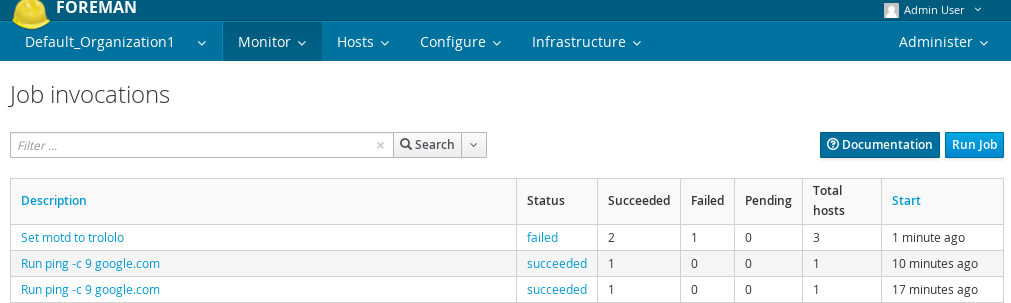 FOREMAN
Admin User
Default_Organization1 Monitor Hosts Configure Infrastructure Administer
Job invocations
Filter ... × Search Documentation Run Job
Description Status Succeeded Failed Pending Total hosts Start
Set motd to trololo failed 2 1 0 3 1 minute ago
Run ping -c 9 google.com succeeded 1 0 0 1 10 minutes ago
Run ping -c 9 google.com succeeded 1 0 0 1 17 minutes ago